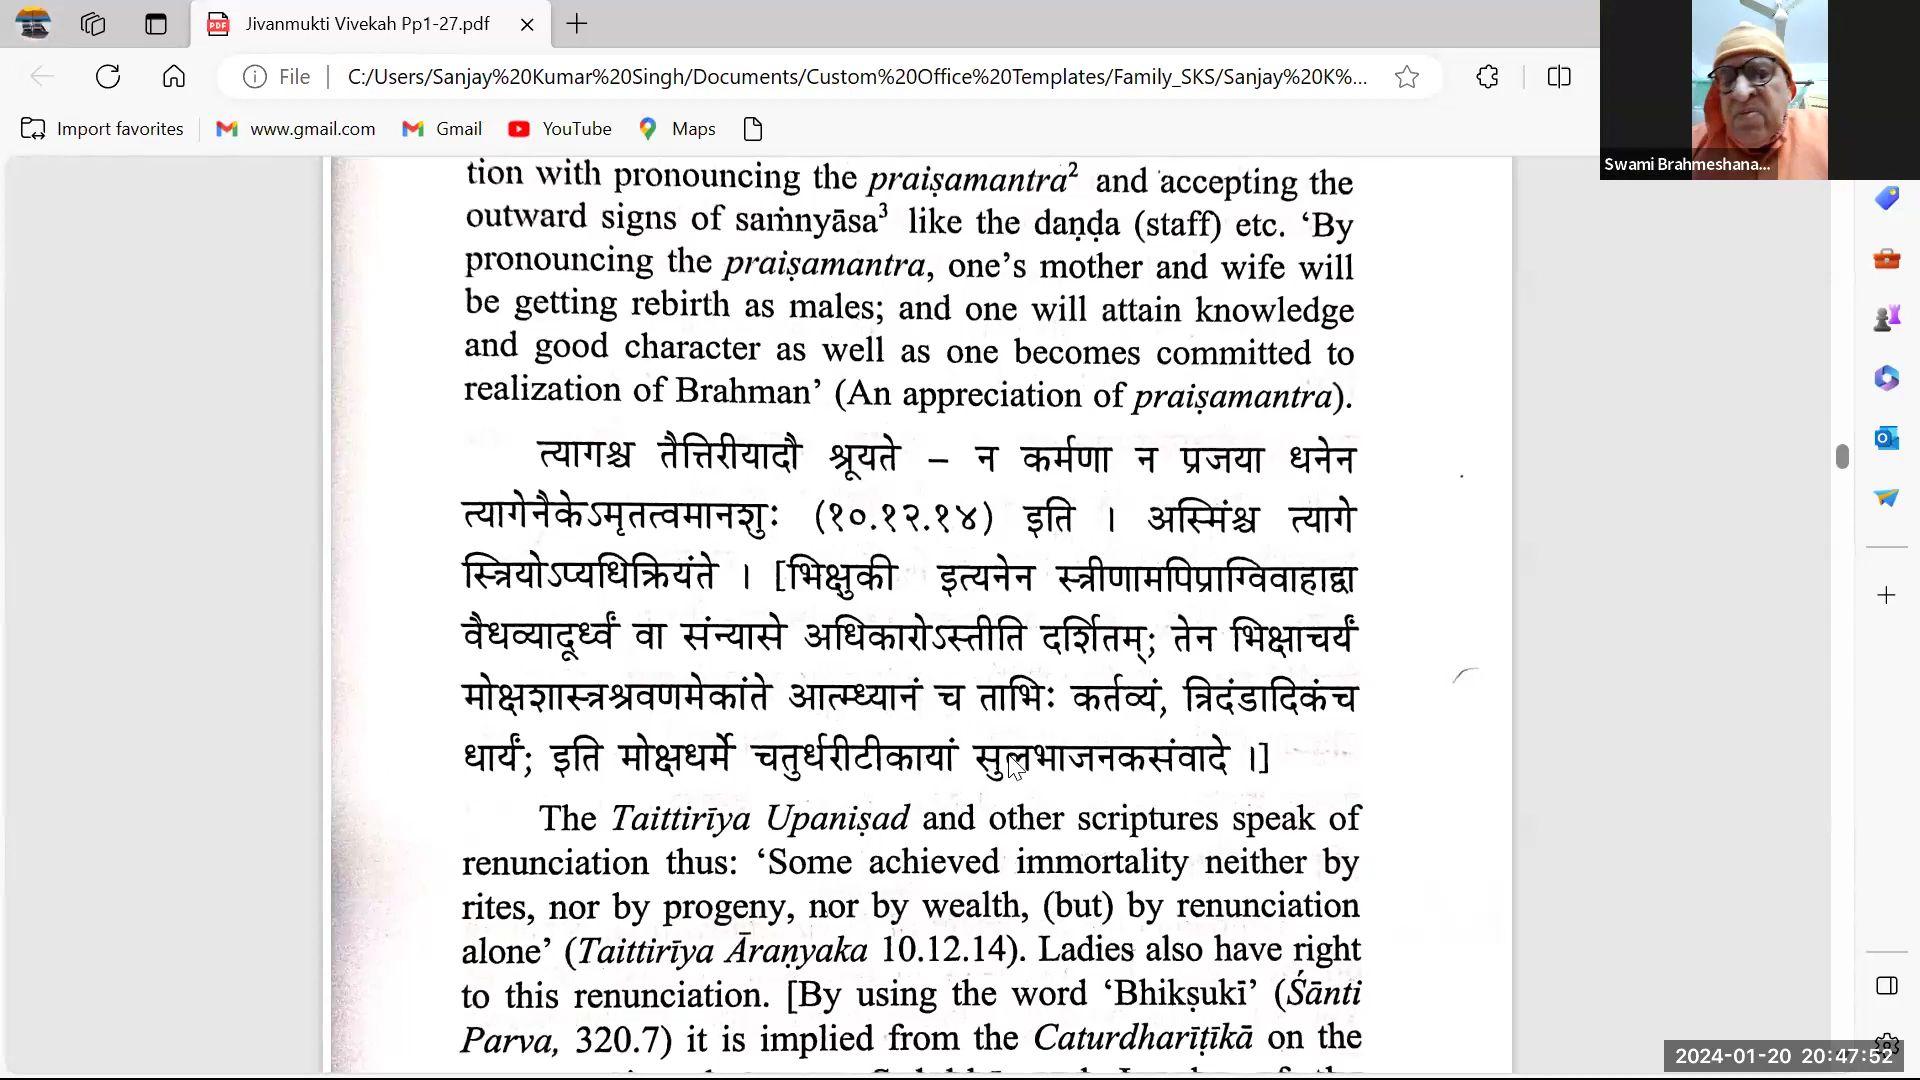 Jivanmukti Vivekah Pp1-27.pdf
File
C:/Users/Sanjay%20Kumar%20Singh/Documents/Custom%20Office%20Templates/Family_SKS/Sanjay%20K%...
Import favorites
www.gmail.com
Gmail
YouTube
Maps
Swami Brahmeshana...
tion with pronouncing the praiṣamantra² and accepting the
outward signs of saṁnyāsa³ like the daṇḍa (staff) etc. ‘By
pronouncing the praiṣamantra, one’s mother and wife will
be getting rebirth as males; and one will attain knowledge
and good character as well as one becomes committed to
realization of Brahman’ (An appreciation of praiṣamantra).
त्यागश्च तैत्तिरीयादौ श्रूयते – न कर्मणा न प्रजया धनेन
त्यागेनैकेऽमृतत्वमानशुः (१०.१२.१४) इति । अस्मिंश्च त्यागे
स्त्रियोऽप्यधिक्रियंते । [भिक्षुकी इत्यनेन स्त्रीणामपिप्राग्विवाहाद्वा
वैधव्यादूर्ध्वं वा संन्यासे अधिकारोऽस्तीति दर्शितम्; तेन भिक्षाचर्यं
मोक्षशास्त्रश्रवणमेकांते आत्मध्यानं च ताभिः कर्तव्यं, त्रिदंडादिकंच
धार्यं; इति मोक्षधर्मे चतुर्धरीटीकायां सुलभाजनकसंवादे ।]
The Taittirīya Upaniṣad and other scriptures speak of
renunciation thus: ‘Some achieved immortality neither by
rites, nor by progeny, nor by wealth, (but) by renunciation
alone’ (Taittirīya Āraṇyaka 10.12.14). Ladies also have right
to this renunciation. [By using the word ‘Bhikṣukī’ (Śānti
Parva, 320.7) it is implied from the Caturdharīṭīkā on the
2024-01-20 20:47:52